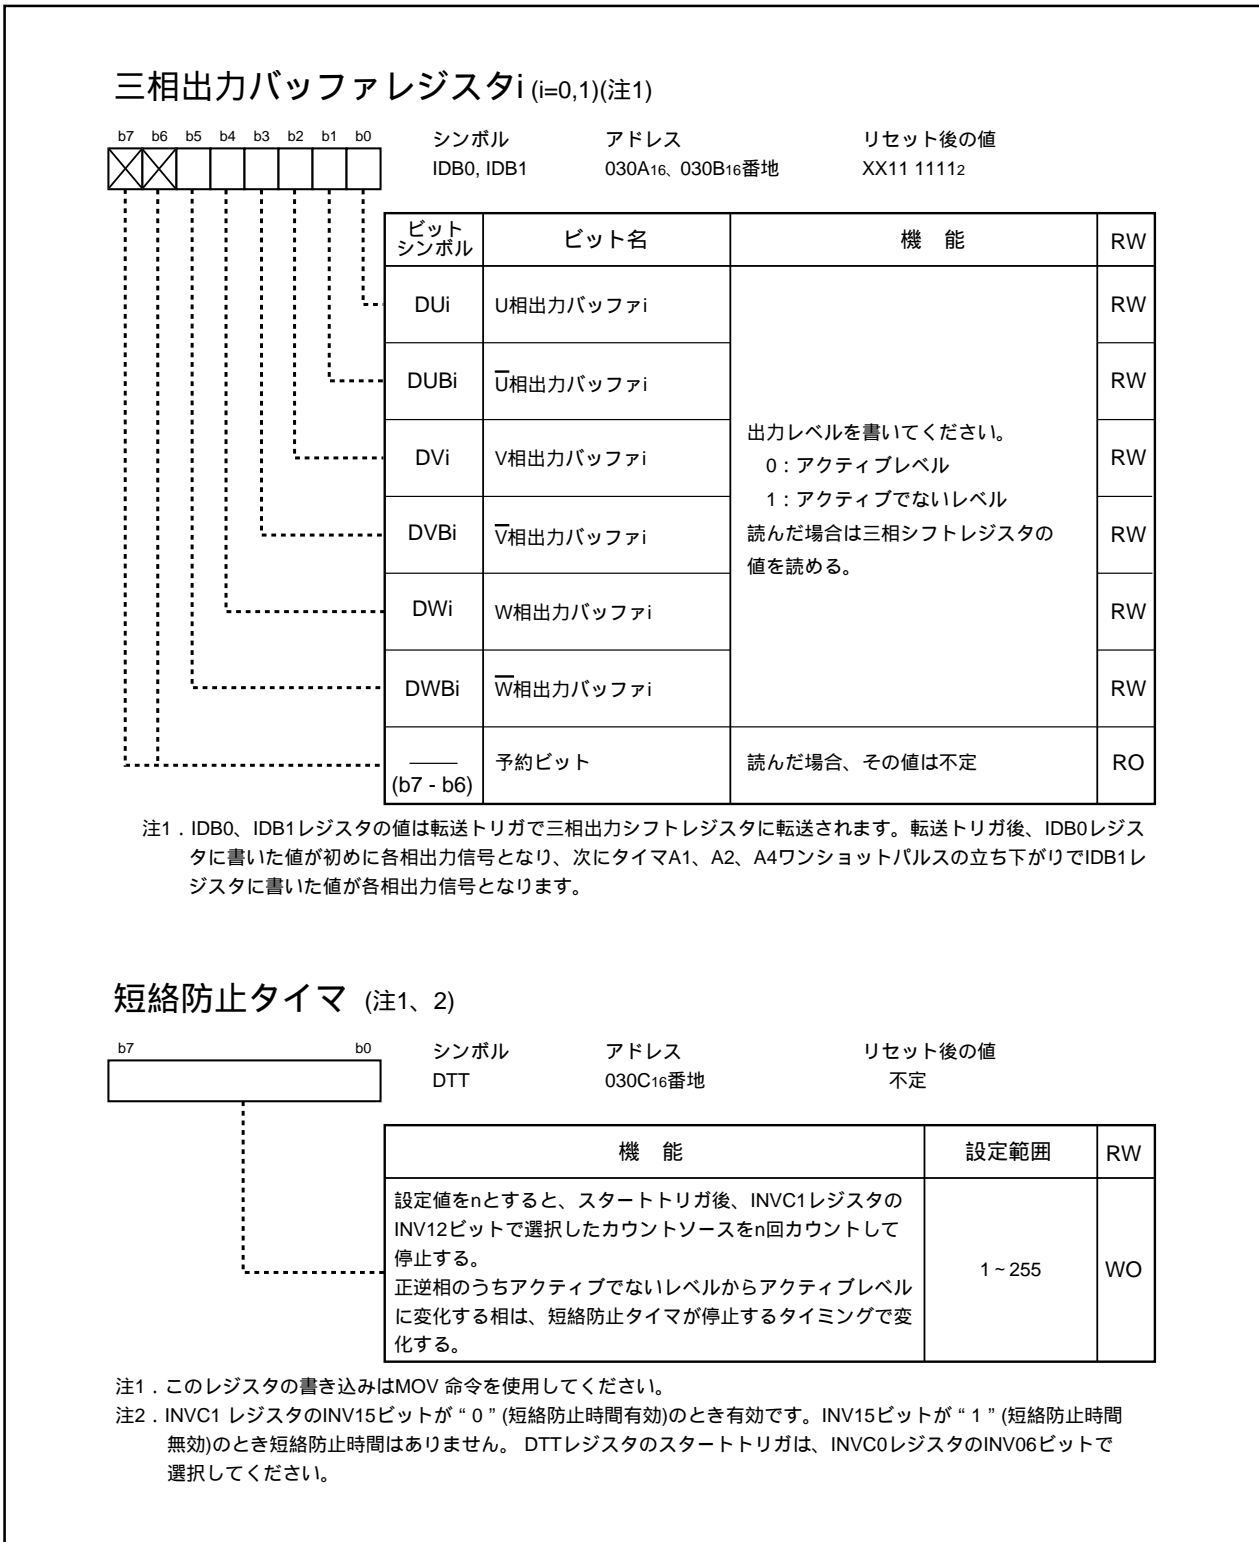 三相出力バッファレジスタi (i=0,1)(注1)
b7 b6 b5 b4 b3 b2 b1 b0
シンボル アドレス リセット後の値
IDB0, IDB1 030A16、030B16番地 XX11 11112
ビット
シンボル ビット名 機 能 RW
DUi U相出力バッファi RW
DUBi U̅相出力バッファi RW
DVi V相出力バッファi RW
DVBi V̅相出力バッファi RW
DWi W相出力バッファi RW
DWBi W̅相出力バッファi RW
出力レベルを書いてください。
0：アクティブレベル
1：アクティブでないレベル
読んだ場合は三相シフトレジスタの
値を読める。
(b7 - b6) 予約ビット 読んだ場合、その値は不定 RO
注1．IDB0、IDB1レジスタの値は転送トリガで三相出力シフトレジスタに転送されます。転送トリガ後、IDB0レジス
タに書いた値が初めに各相出力信号となり、次にタイマA1、A2、A4ワンショットパルスの立ち下がりでIDB1レ
ジスタに書いた値が各相出力信号となります。
短絡防止タイマ (注1、2)
b7 b0
シンボル アドレス リセット後の値
DTT 030C16番地 不定
機 能 設定範囲 RW
設定値をnとすると、スタートトリガ後、INVC1レジスタの
INV12ビットで選択したカウントソースをn回カウントして
停止する。
正逆相のうちアクティブでないレベルからアクティブレベル
に変化する相は、短絡防止タイマが停止するタイミングで変
化する。
1～255 WO
注1．このレジスタの書き込みはMOV 命令を使用してください。
注2．INVC1 レジスタのINV15ビットが“0”(短絡防止時間有効)のとき有効です。INV15ビットが“1”(短絡防止時間
無効)のとき短絡防止時間はありません。 DTTレジスタのスタートトリガは、INVC0レジスタのINV06ビットで
選択してください。